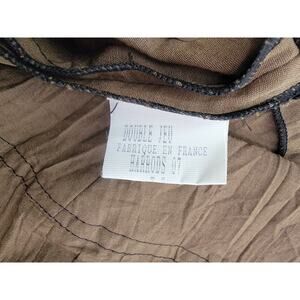 DOUBLE JEU
FABRIQUE EN FRANCE
HARRODS 07